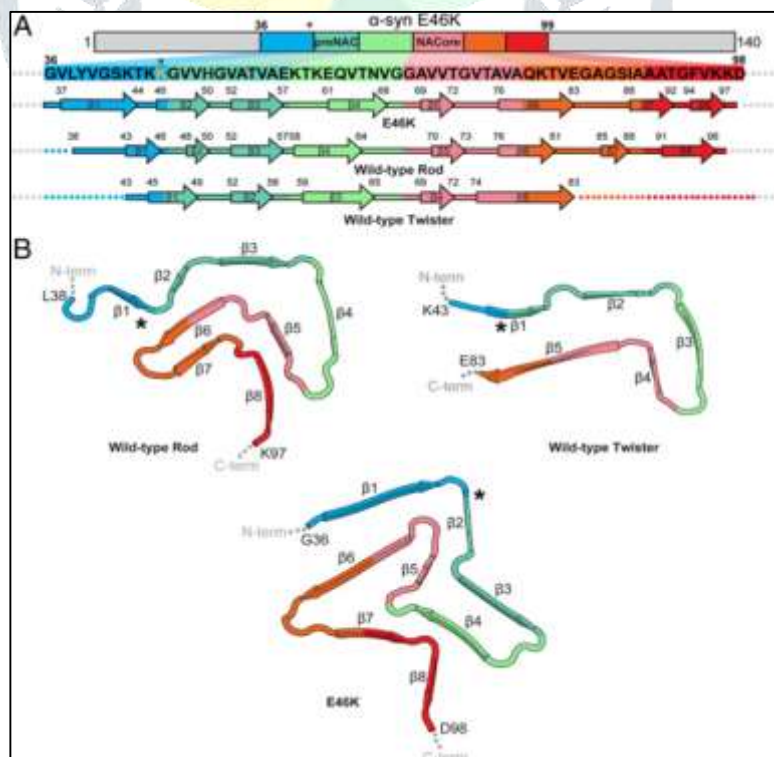 A
α-syn E46K
1 36 * 99 140
preNAC NACore
36 * 98
GVLYVGSKTK GVVHGVATVAEKTKEQVTNVGGAVVTGVTAVAQKTVEGAGSIAAATGFVKKD
37 44 46 50 52 57 61 66 69 72 76 83 88 92 94 97
E46K
38 43 46 48 50 52 57 58 64 70 73 76 81 85 88 91 96
Wild-type Rod
43 45 49 52 56 59 65 69 72 74 83
Wild-type Twister
B
N-term
L38
β1
*
β2
β3
β4
β5
β6
β7
β8
K97
C-term
Wild-type Rod
N-term
K43
*
β1
β2
β3
β4
β5
E83
C-term
Wild-type Twister
β1
*
N-term
G36
β2
β3
β4
β5
β6
β7
β8
E46K
D98
C-term